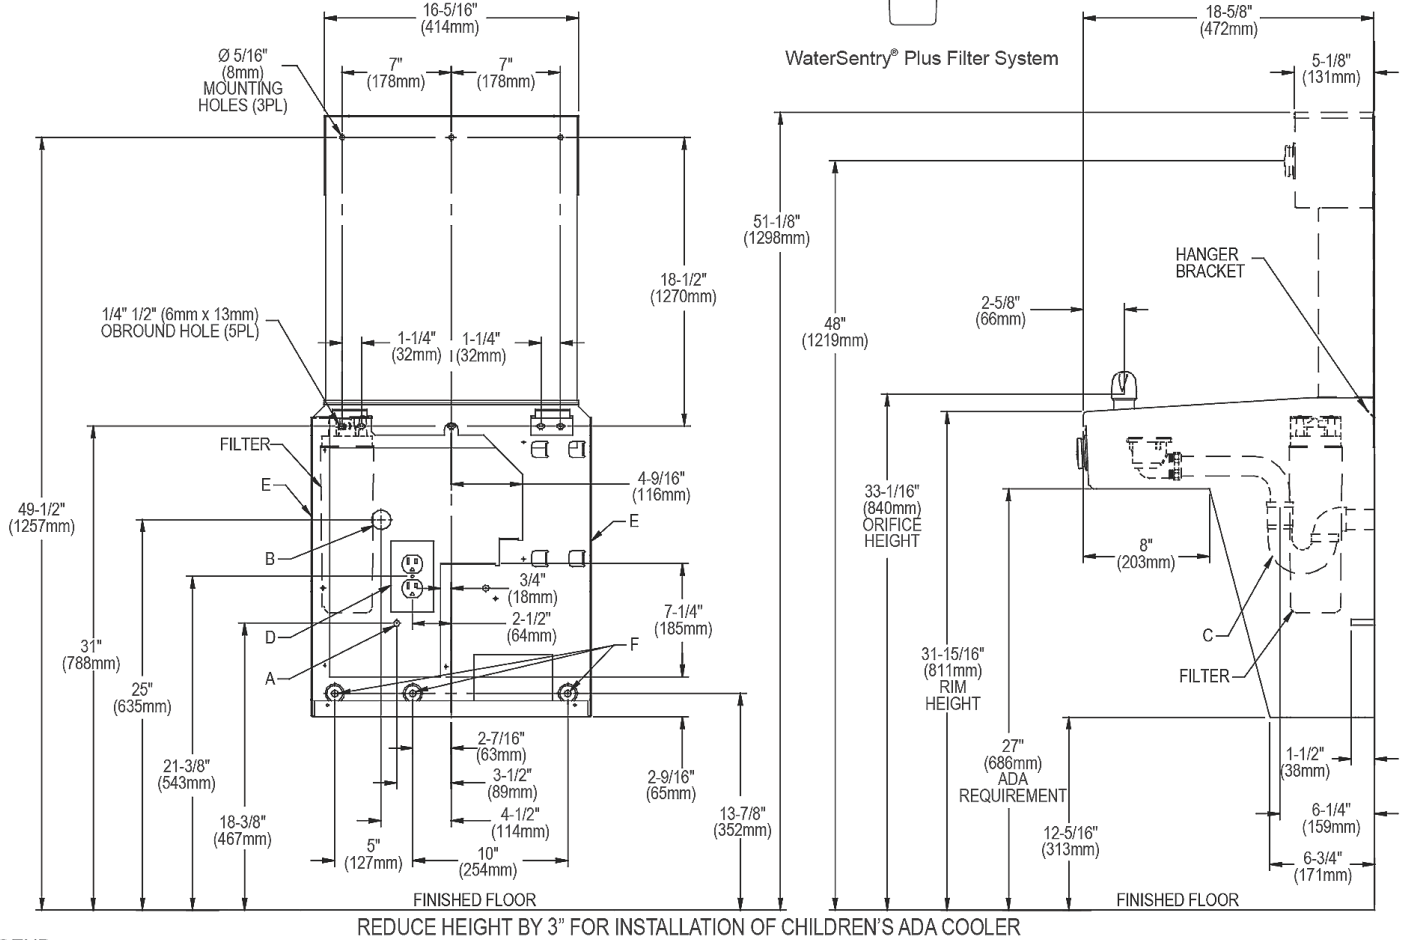 16-5/16"
(414mm)
Ø 5/16"
(8mm)
MOUNTING
HOLES (3PL)
7"
(178mm)
7"
(178mm)
WaterSentry® Plus Filter System
18-5/8"
(472mm)
5-1/8"
(131mm)
51-1/8"
(1298mm)
HANGER
BRACKET
18-1/2"
(1270mm)
2-5/8"
(66mm)
1/4" 1/2" (6mm x 13mm)
OBROUND HOLE (5PL)
1-1/4"
(32mm)
1-1/4"
(32mm)
48"
(1219mm)
FILTER
E
4-9/16"
(116mm)
49-1/2"
(1257mm)
33-1/16"
(840mm)
ORIFICE
HEIGHT
E
B
8"
(203mm)
3/4"
(18mm)
2-1/2"
(64mm)
7-1/4"
(185mm)
D
A
F
C
FILTER
31"
(788mm)
31-15/16"
(811mm)
RIM
HEIGHT
25"
(635mm)
2-7/16"
(63mm)
3-1/2"
(89mm)
4-1/2"
(114mm)
2-9/16"
(65mm)
27"
(686mm)
ADA
REQUIREMENT
1-1/2"
(38mm)
21-3/8"
(543mm)
13-7/8"
(352mm)
6-1/4"
(159mm)
18-3/8"
(467mm)
12-5/16"
(313mm)
5"
(127mm)
10"
(254mm)
6-3/4"
(171mm)
FINISHED FLOOR
FINISHED FLOOR
REDUCE HEIGHT BY 3” FOR INSTALLATION OF CHILDREN’S ADA COOLER